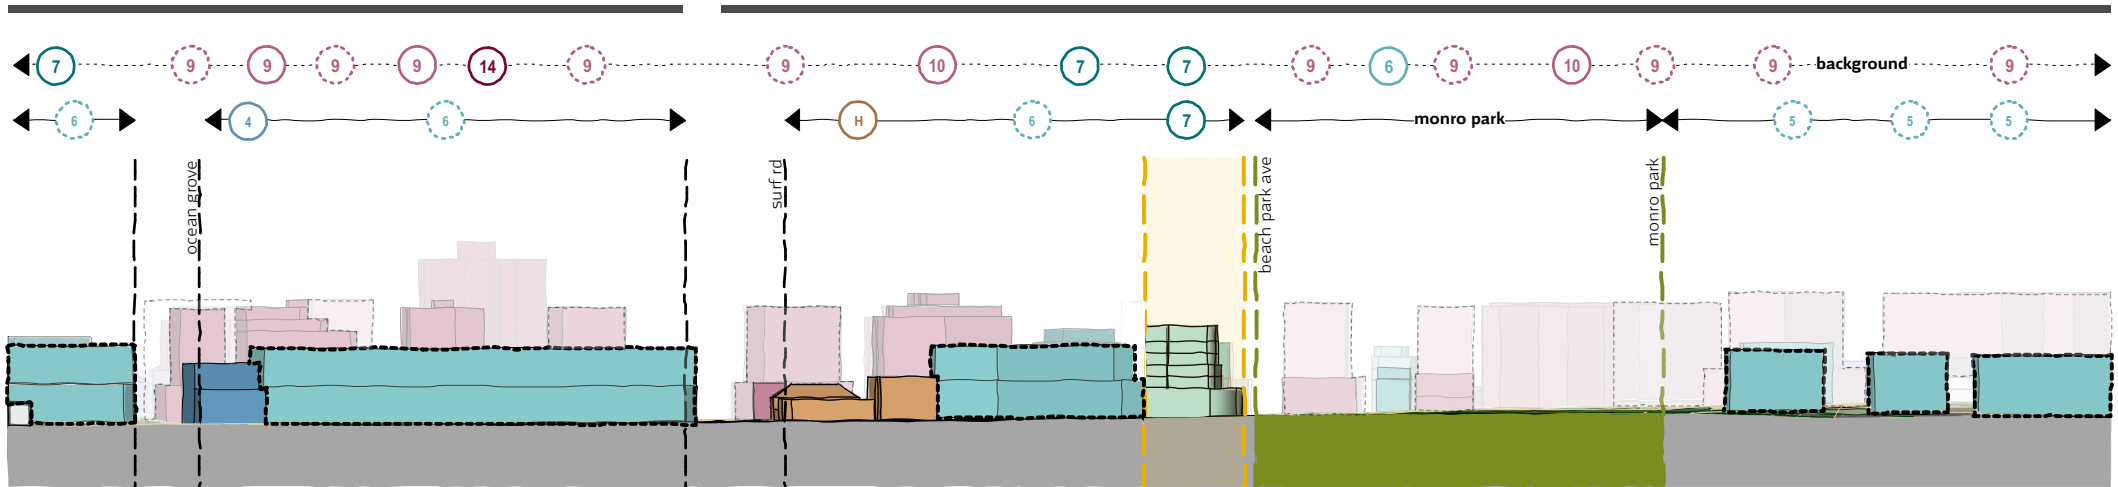 7 9 9 9 9 14 9 9 10 7 7 9 6 9 10 9 9 background 9
6 4 6 H 6 7 monro park 5 5 5
ocean grove
surf rd
beach park ave
monro park